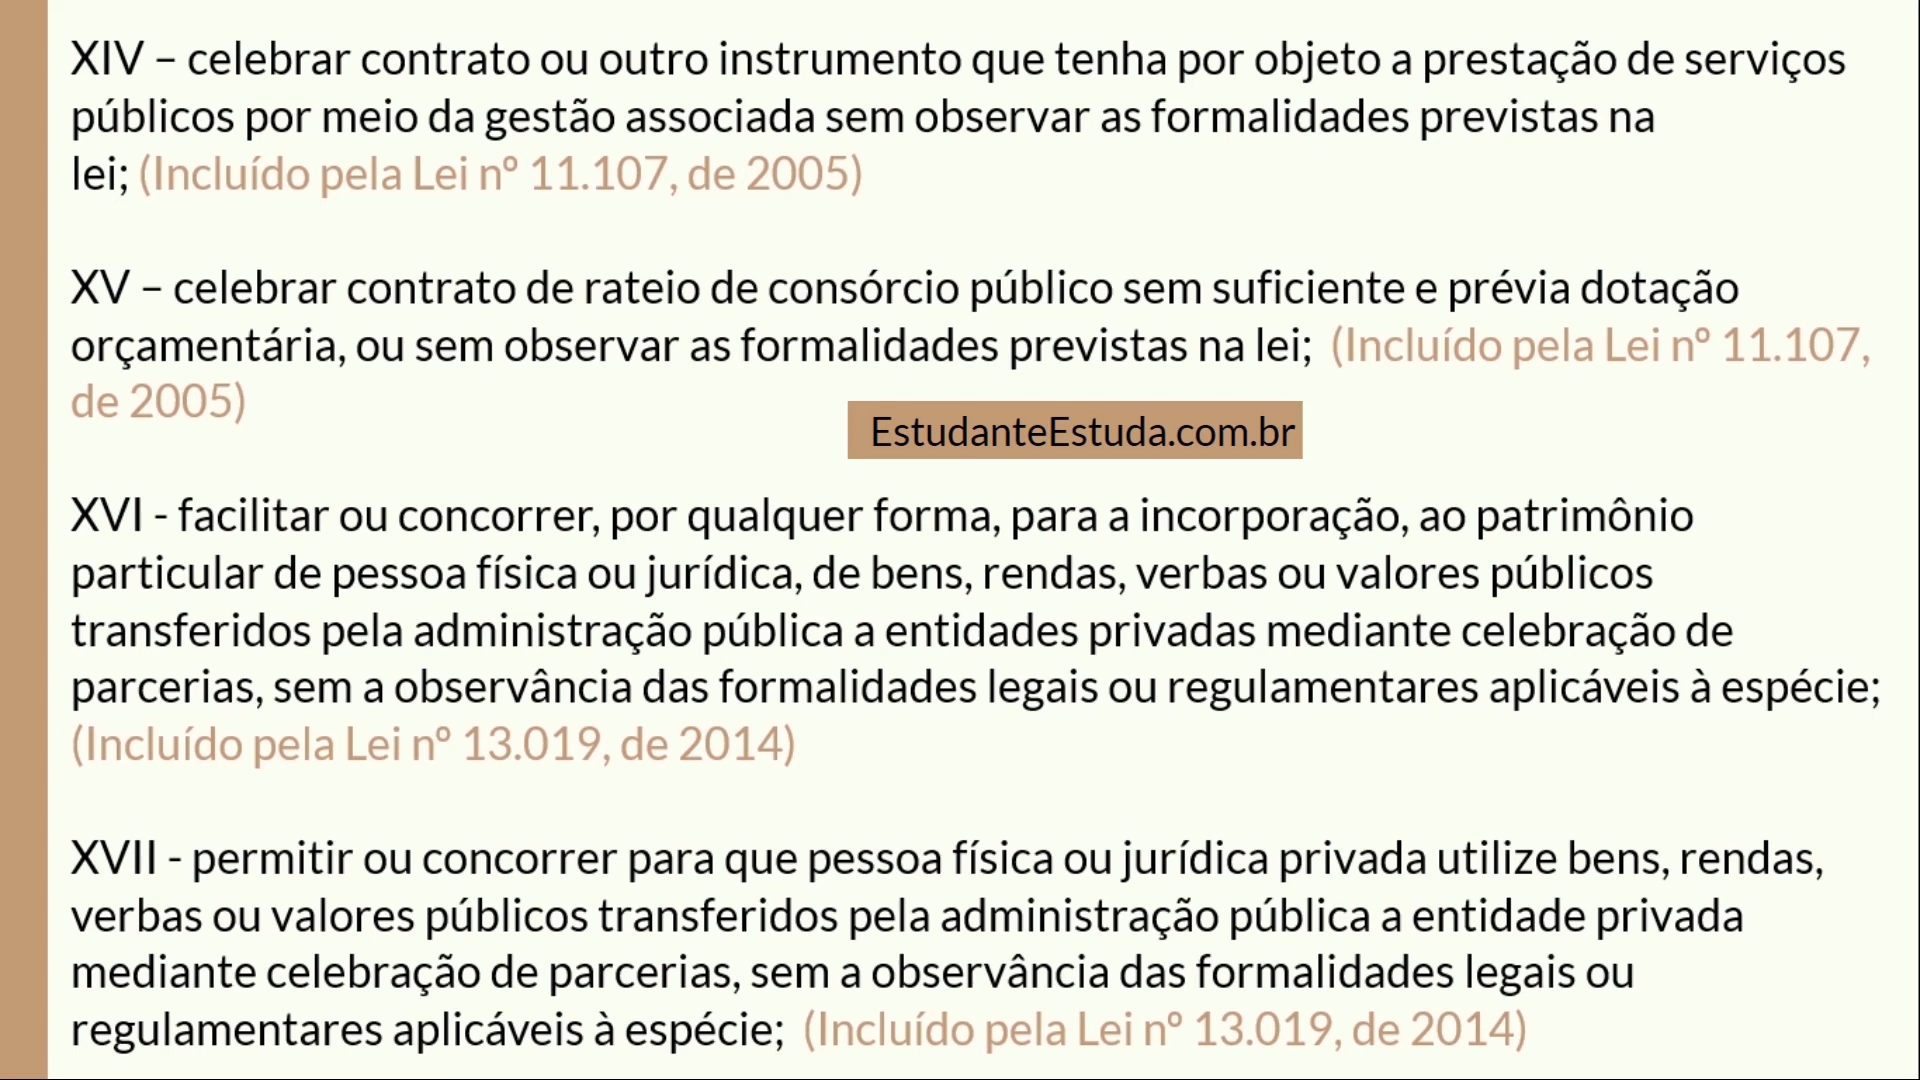 XIV – celebrar contrato ou outro instrumento que tenha por objeto a prestação de serviços
públicos por meio da gestão associada sem observar as formalidades previstas na
lei; (Incluído pela Lei nº 11.107, de 2005)
XV – celebrar contrato de rateio de consórcio público sem suficiente e prévia dotação
orçamentária, ou sem observar as formalidades previstas na lei; (Incluído pela Lei nº 11.107,
de 2005)
EstudanteEstuda.com.br
XVI - facilitar ou concorrer, por qualquer forma, para a incorporação, ao patrimônio
particular de pessoa física ou jurídica, de bens, rendas, verbas ou valores públicos
transferidos pela administração pública a entidades privadas mediante celebração de
parcerias, sem a observância das formalidades legais ou regulamentares aplicáveis à espécie;
(Incluído pela Lei nº 13.019, de 2014)
XVII - permitir ou concorrer para que pessoa física ou jurídica privada utilize bens, rendas,
verbas ou valores públicos transferidos pela administração pública a entidade privada
mediante celebração de parcerias, sem a observância das formalidades legais ou
regulamentares aplicáveis à espécie; (Incluído pela Lei nº 13.019, de 2014)